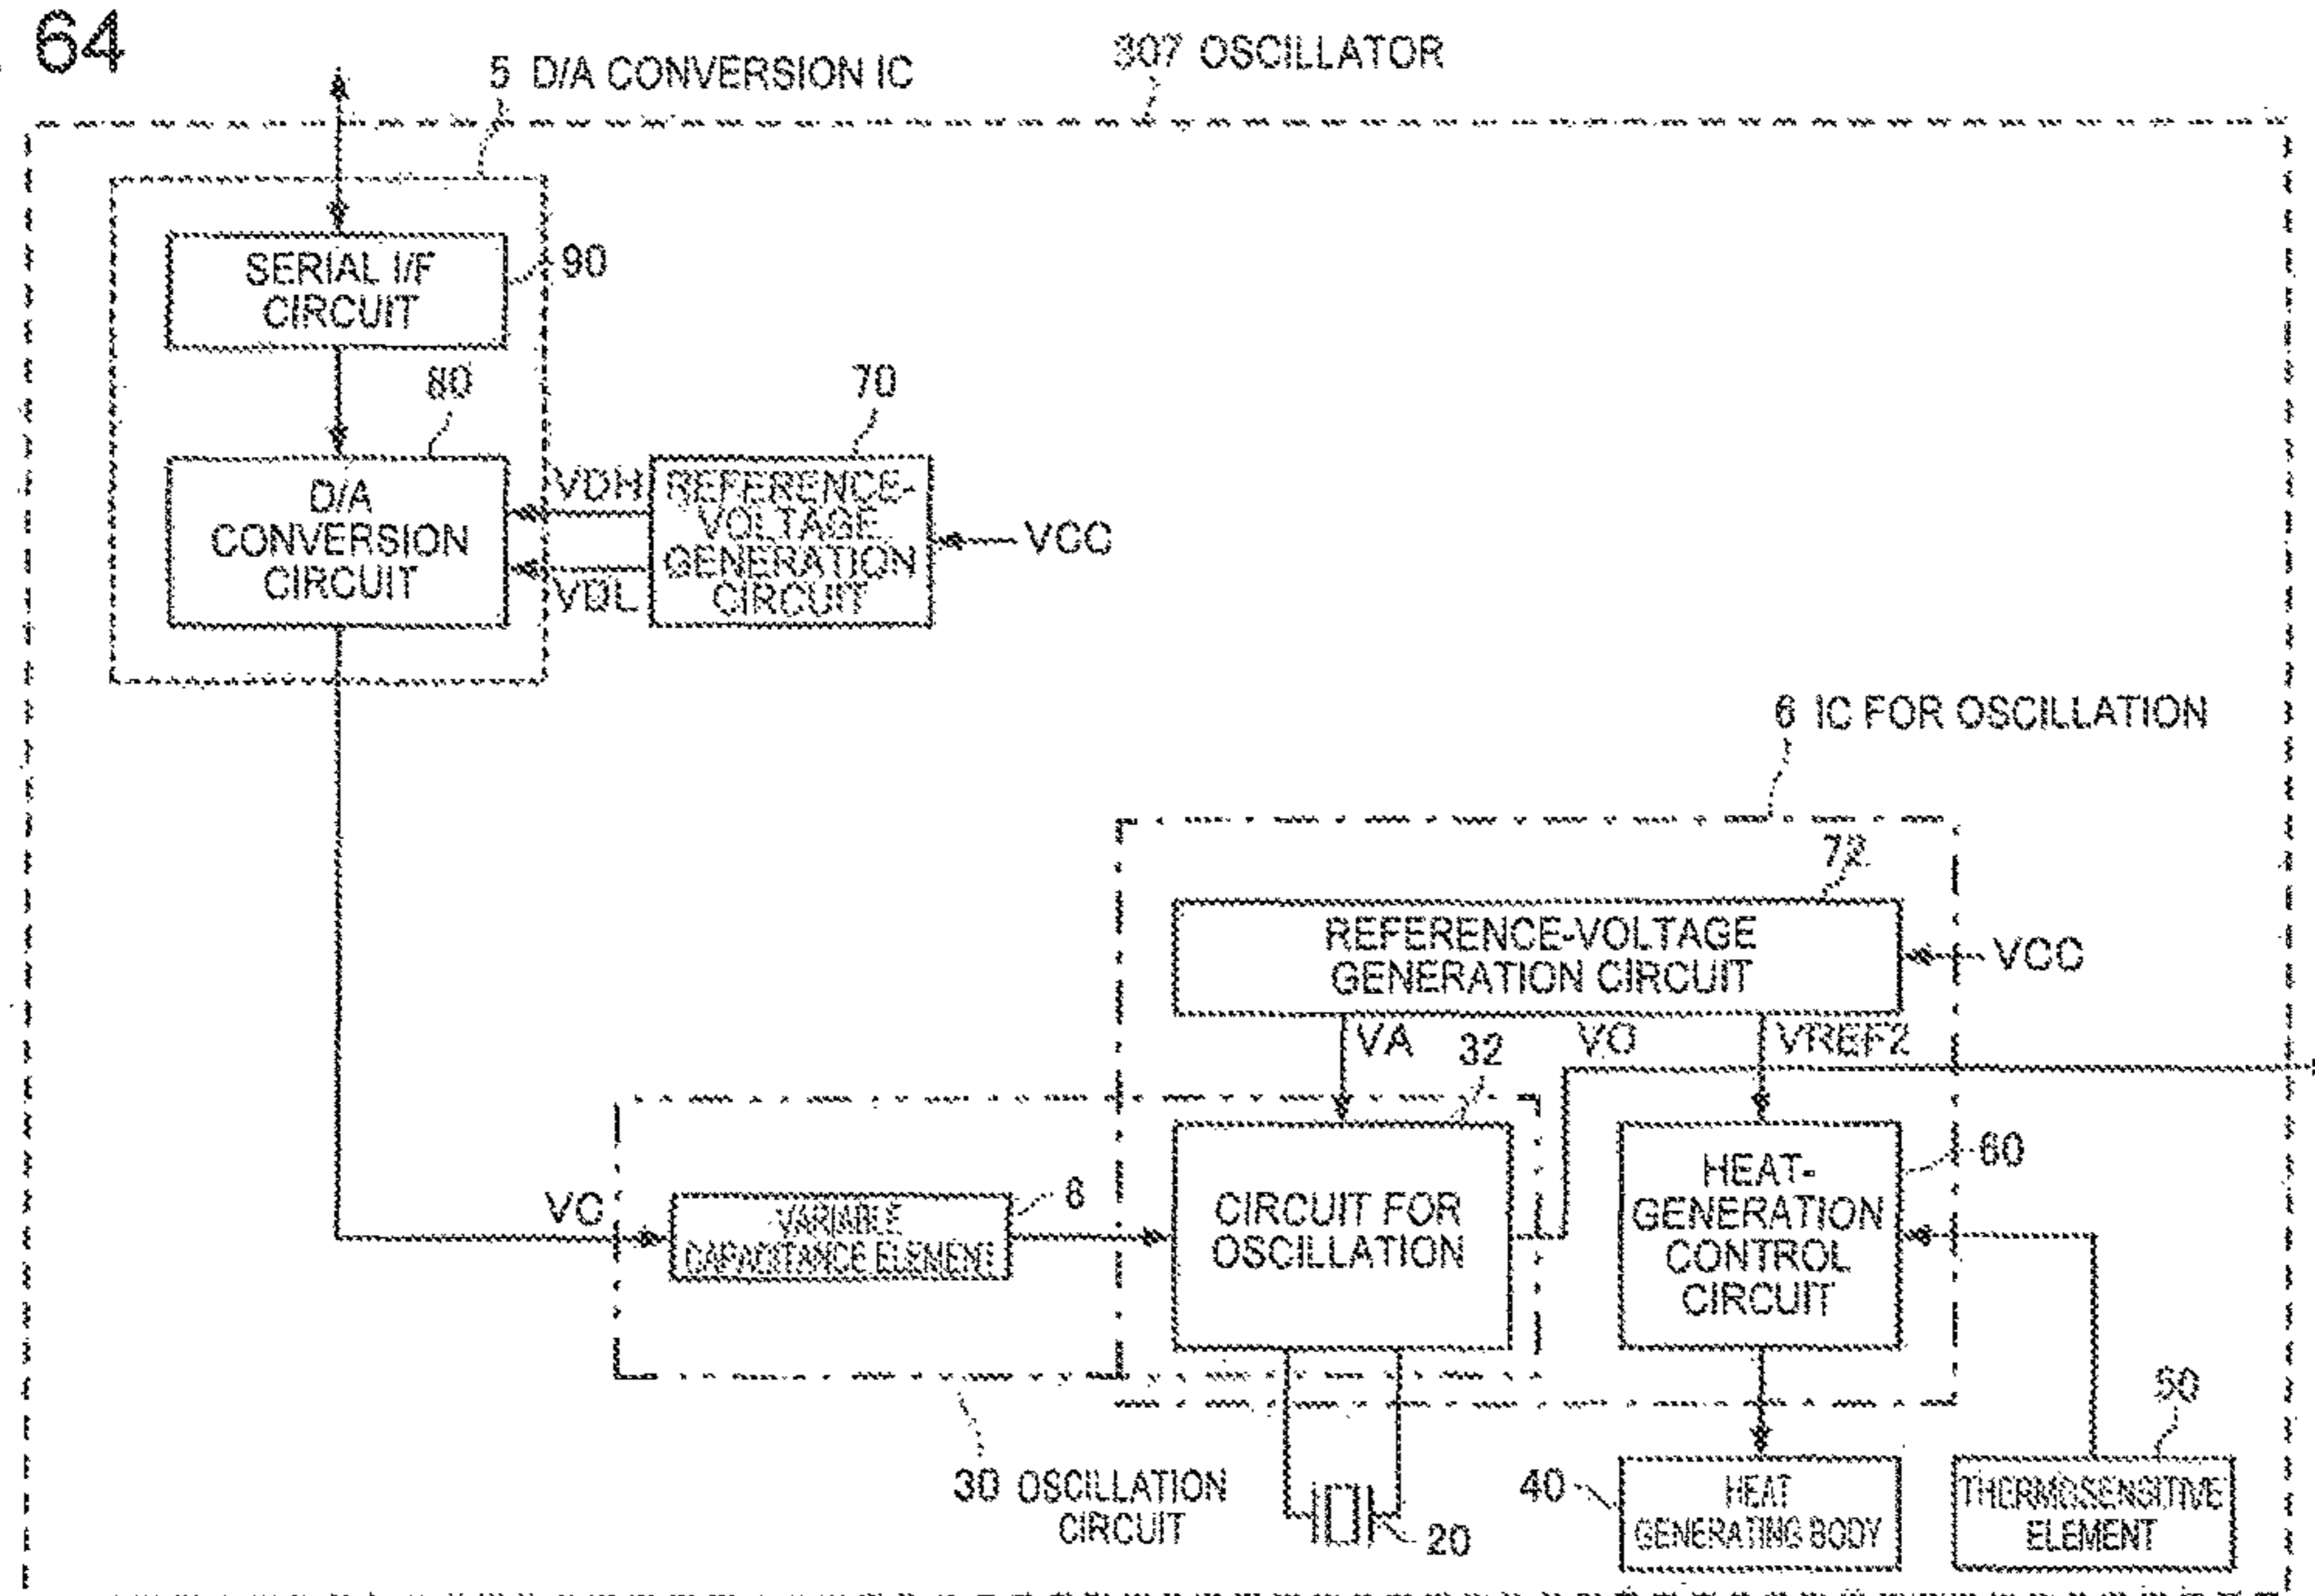 64
5 D/A CONVERSION IC
307 OSCILLATOR
SERIAL I/F
CIRCUIT
90
80
70
D/A
CONVERSION
CIRCUIT
VDH
VDL
REFERENCE-
VOLTAGE
GENERATION
CIRCUIT
VCC
6 IC FOR OSCILLATION
72
REFERENCE-VOLTAGE
GENERATION CIRCUIT
VCC
VA
32
VO
VREF2
VC
VARIABLE
CAPACITANCE ELEMENT
CIRCUIT FOR
OSCILLATION
HEAT-
GENERATION
CONTROL
CIRCUIT
60
30 OSCILLATION
CIRCUIT
20
40
HEAT
GENERATING BODY
50
THERMOSENSITIVE
ELEMENT